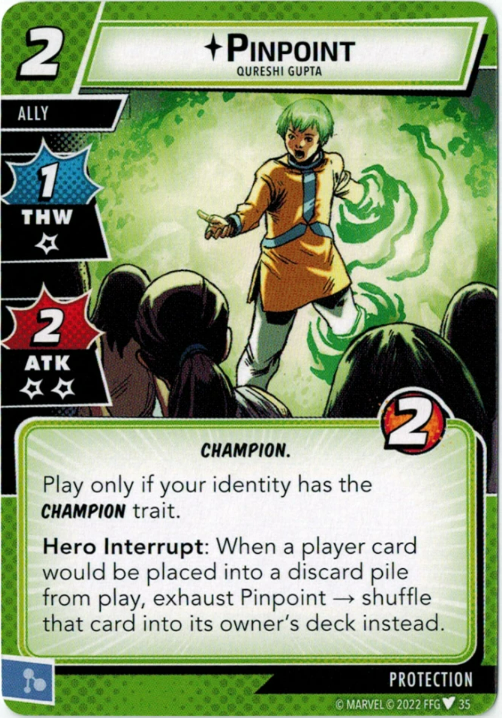 2
PINPOINT
QURESHI GUPTA
ALLY
1
THW
2
ATK
2
CHAMPION.
Play only if your identity has the
CHAMPION trait.
Hero Interrupt: When a player card
would be placed into a discard pile
from play, exhaust Pinpoint → shuffle
that card into its owner's deck instead.
PROTECTION
© MARVEL © 2022 FFG 35